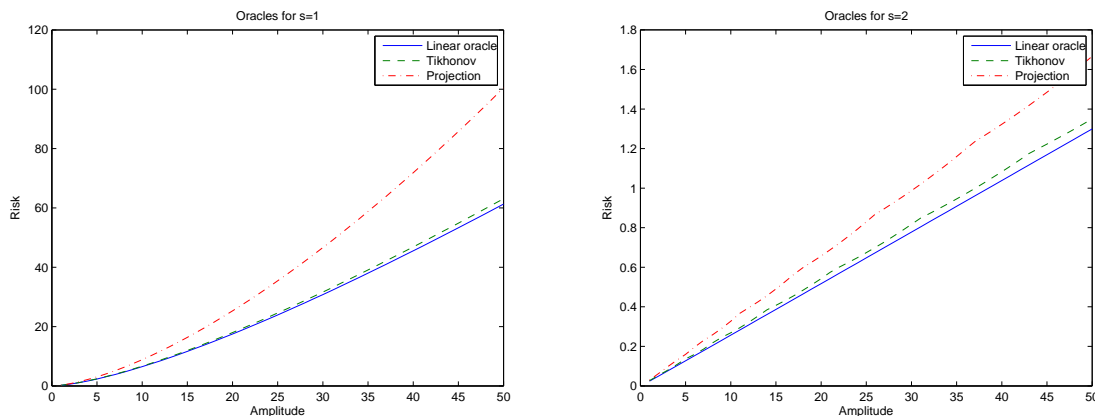 Oracles for s=1
120
100
80
60
40
20
0
Risk
0 5 10 15 20 25 30 35 40 45 50
Amplitude
Linear oracle
Tikhonov
Projection
Oracles for s=2
1.8
1.6
1.4
1.2
1
0.8
0.6
0.4
0.2
0
Risk
0 5 10 15 20 25 30 35 40 45 50
Amplitude
Linear oracle
Tikhonov
Projection